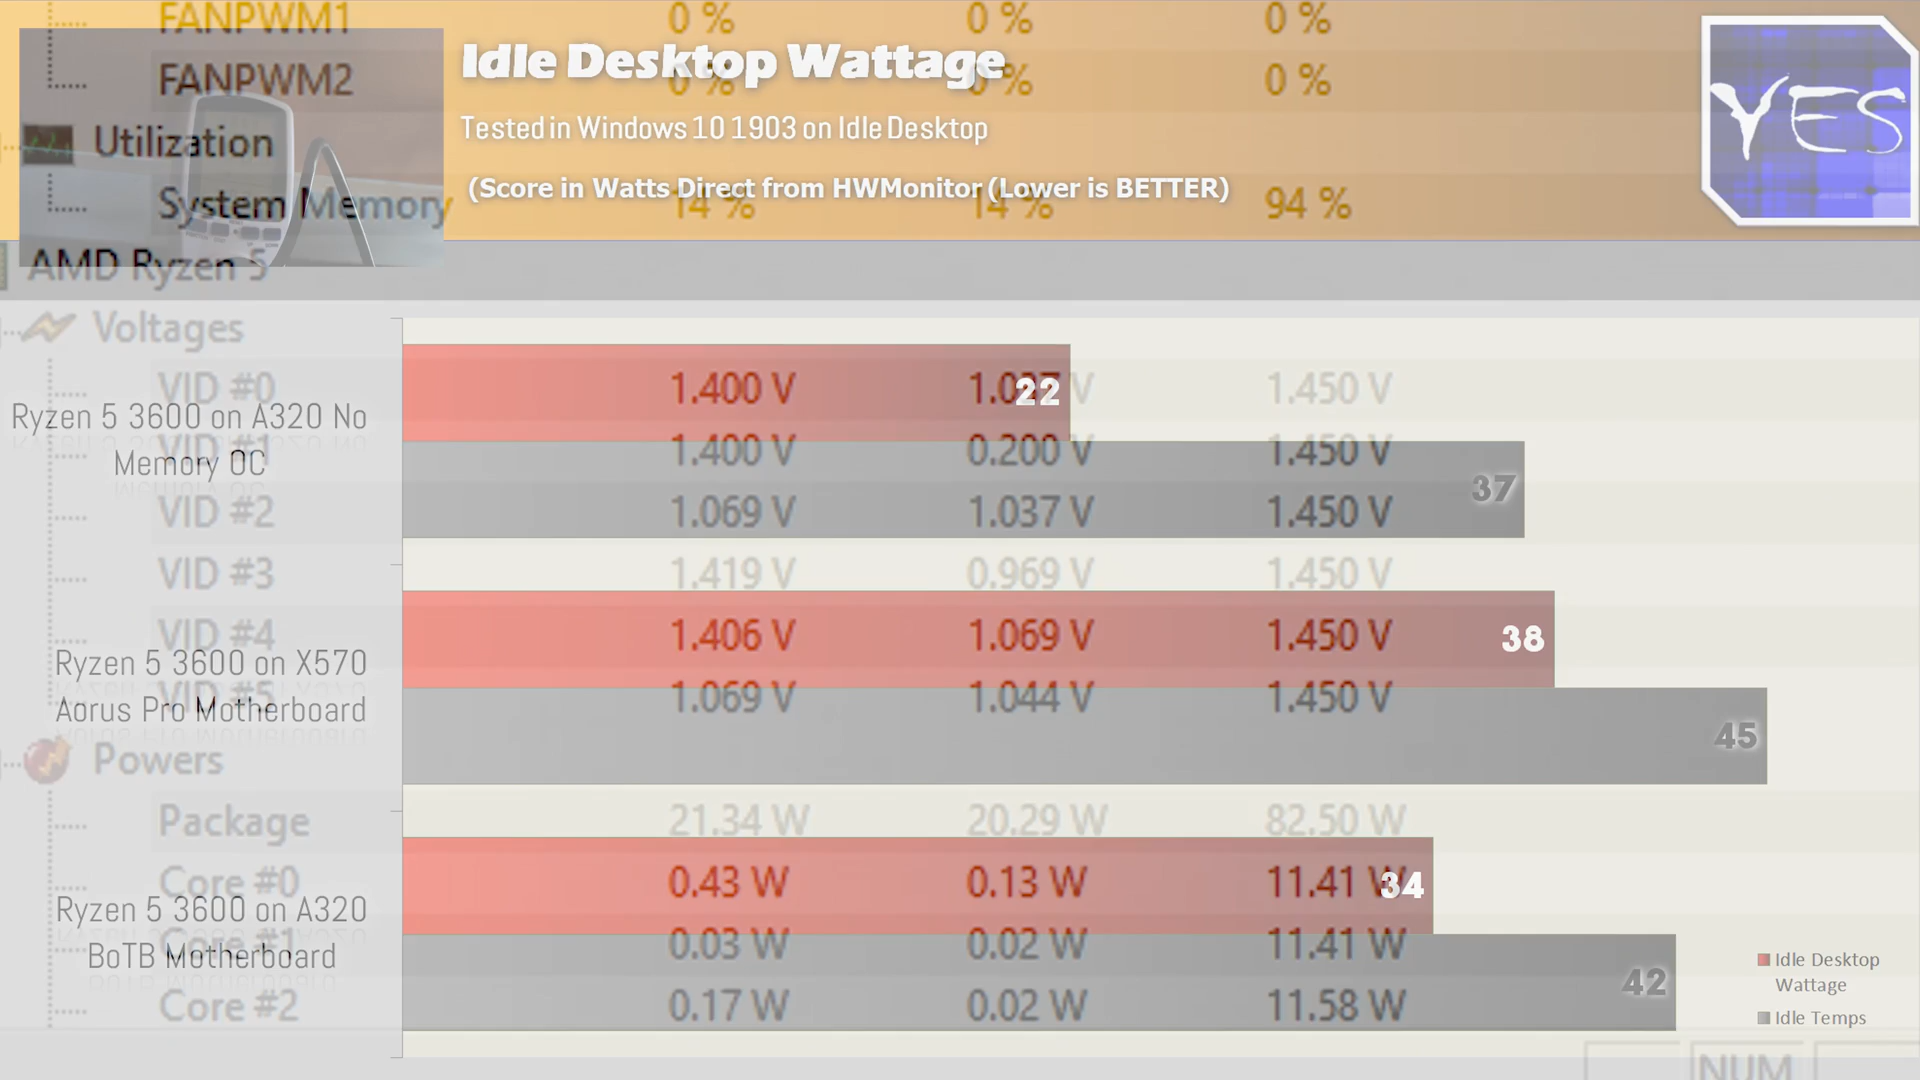 FANPWM1 0 % 0 % 0 %
Idle Desktop Wattage
FANPWM2 0 % 0 % 0 %
YES
Utilization
Tested in Windows 10 1903 on Idle Desktop
(Score in Watts Direct from HWMonitor (Lower is BETTER)
System Memory 14 % 14 % 94 %
AMD Ryzen 5
Voltages
VID #0 1.400 V V 1.450 V
22
Ryzen 5 3600 on A320 No
Memory OC
VID #1 1.400 V 0.200 V 1.450 V
37
VID #2 1.069 V 1.037 V 1.450 V
VID #3 1.419 V 0.969 V 1.450 V
VID #4 1.406 V 1.069 V 1.450 V
38
Ryzen 5 3600 on X570
Aorus Pro Motherboard
VID #5 1.069 V 1.044 V 1.450 V
45
Powers
Package 21.34 W 20.29 W 82.50 W
Core #0 0.43 W 0.13 W 11.41 W
34
Ryzen 5 3600 on A320
BoTB Motherboard
Core #1 0.03 W 0.02 W 11.41 W
42
Core #2 0.17 W 0.02 W 11.58 W
Idle Desktop
Wattage
Idle Temps
NUM